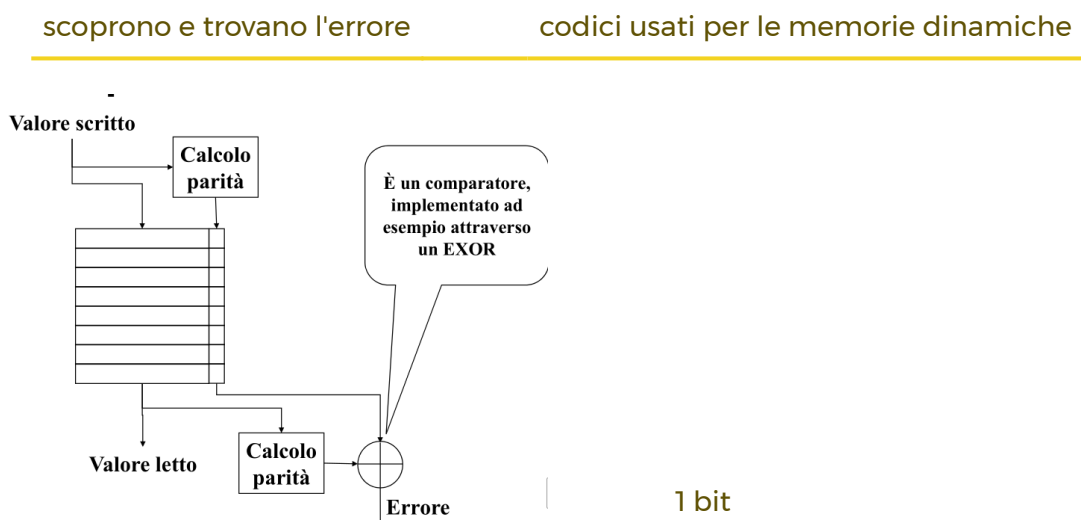 scoprono e trovano l'errore
codici usati per le memorie dinamiche
-
Valore scritto
Calcolo
parità
È un comparatore,
implementato ad
esempio attraverso
un EXOR
Valore letto
Calcolo
parità
Errore
1 bit